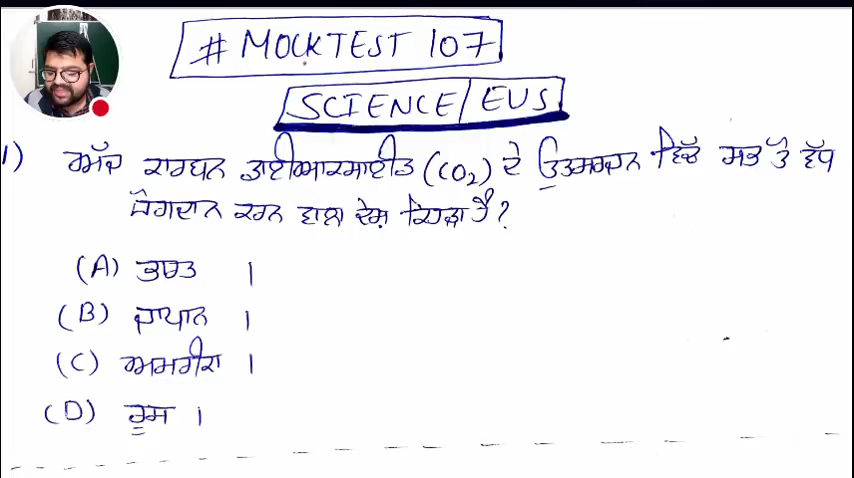 # MOCKTEST 107
SCIENCE/EVS
1) ਅੱਜ ਕਾਰਬਨ ਡਾਈਆਕਸਾਈਡ (CO2) ਦੇ ਉਤਸਰਜਨ ਵਿੱਚ ਸਭ ਤੋਂ ਵੱਧ
ਯੋਗਦਾਨ ਕਰਨ ਵਾਲਾ ਦੇਸ਼ ਕਿਹੜਾ ਹੈ?
(A) ਭਾਰਤ ।
(B) ਜਾਪਾਨ ।
(C) ਅਮਰੀਕਾ ।
(D) ਰੂਸ ।